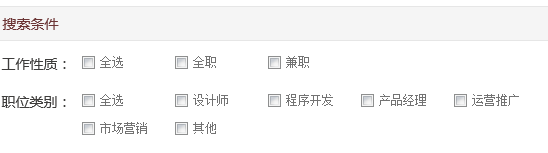 搜索条件
工作性质： 全选 全职 兼职
职位类别： 全选 设计师 程序开发 产品经理 运营推广
市场营销 其他